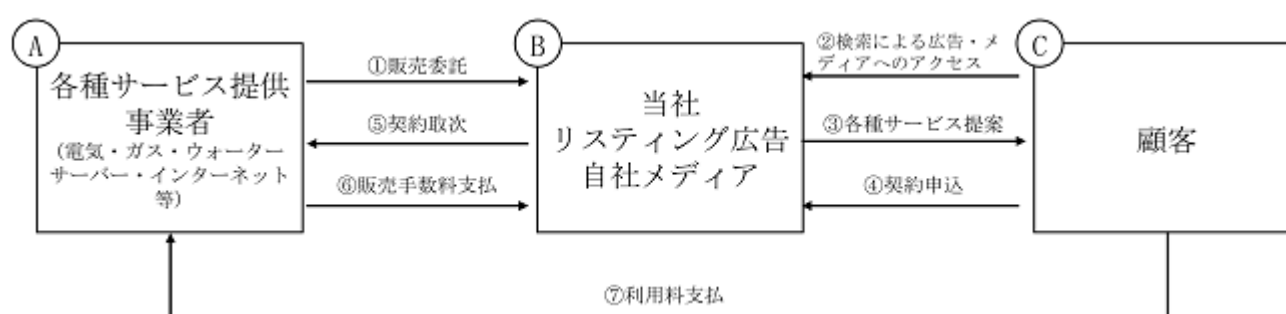 A
各種サービス提供
事業者
(電気・ガス・ウォーター
サーバー・インターネット
等)
①販売委託
⑤契約取次
⑥販売手数料支払
B
当社
リスティング広告
自社メディア
②検索による広告・メ
ディアへのアクセス
③各種サービス提案
④契約申込
C
顧客
⑦利用料支払